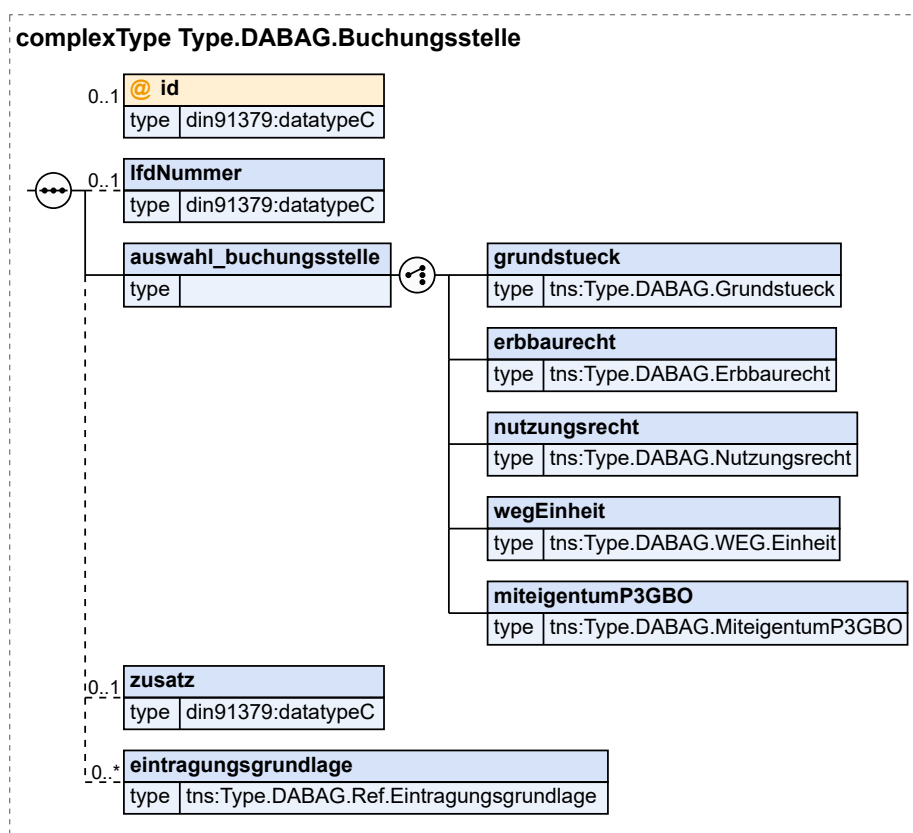 complexType Type.DABAG.Buchungsstelle
0..1
@ id
type din91379:datatypeC
0..1
lfdNummer
type din91379:datatypeC
auswahl_buchungsstelle
type
grundstueck
type tns:Type.DABAG.Grundstueck
erbbaurecht
type tns:Type.DABAG.Erbbaurecht
nutzungsrecht
type tns:Type.DABAG.Nutzungsrecht
wegEinheit
type tns:Type.DABAG.WEG.Einheit
miteigentumP3GBO
type tns:Type.DABAG.MiteigentumP3GBO
0..1
zusatz
type din91379:datatypeC
0..*
eintragungsgrundlage
type tns:Type.DABAG.Ref.Eintragungsgrundlage